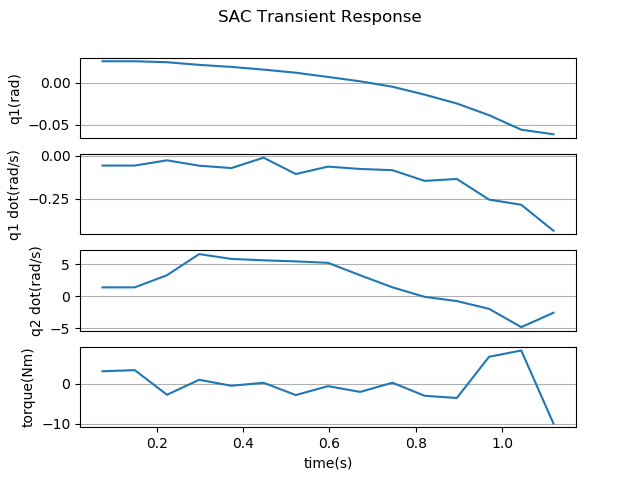 SAC Transient Response
q1(rad)
0.00
−0.05
q1 dot(rad/s)
0.00
−0.25
q2 dot(rad/s)
5
0
−5
torque(Nm)
0
−10
0.2 0.4 0.6 0.8 1.0
time(s)